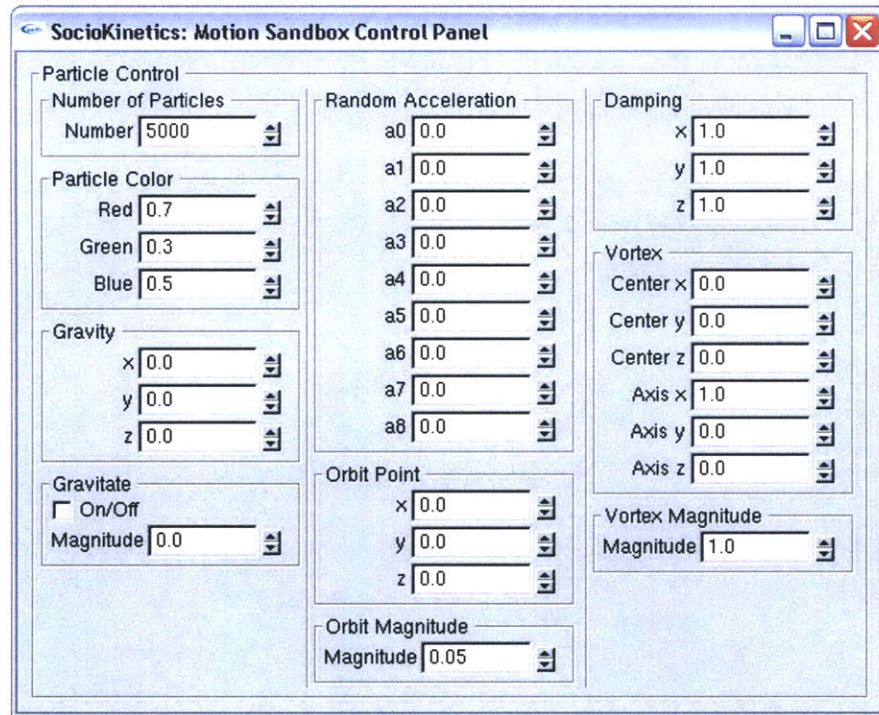 SocioKinetics: Motion Sandbox Control Panel
Particle Control
Number of Particles
Number 5000
Particle Color
Red 0.7
Green 0.3
Blue 0.5
Gravity
x 0.0
y 0.0
z 0.0
Gravitate
On/Off
Magnitude 0.0
Random Acceleration
a0 0.0
a1 0.0
a2 0.0
a3 0.0
a4 0.0
a5 0.0
a6 0.0
a7 0.0
a8 0.0
Orbit Point
x 0.0
y 0.0
z 0.0
Orbit Magnitude
Magnitude 0.05
Damping
x 1.0
y 1.0
z 1.0
Vortex
Center x 0.0
Center y 0.0
Center z 0.0
Axis x 1.0
Axis y 0.0
Axis z 0.0
Vortex Magnitude
Magnitude 1.0